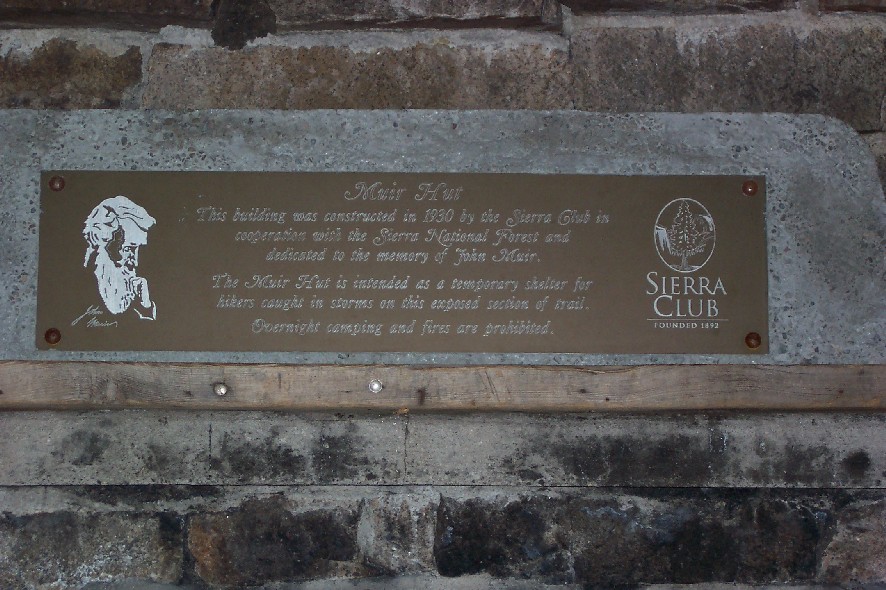 Muir Hut
This building was constructed in 1930 by the Sierra Club in
cooperation with the Sierra National Forest and
dedicated to the memory of John Muir.
The Muir Hut is intended as a temporary shelter for
hikers caught in storms on this exposed section of trail.
Overnight camping and fires are prohibited.
John
Muir
SIERRA
CLUB
FOUNDED 1892